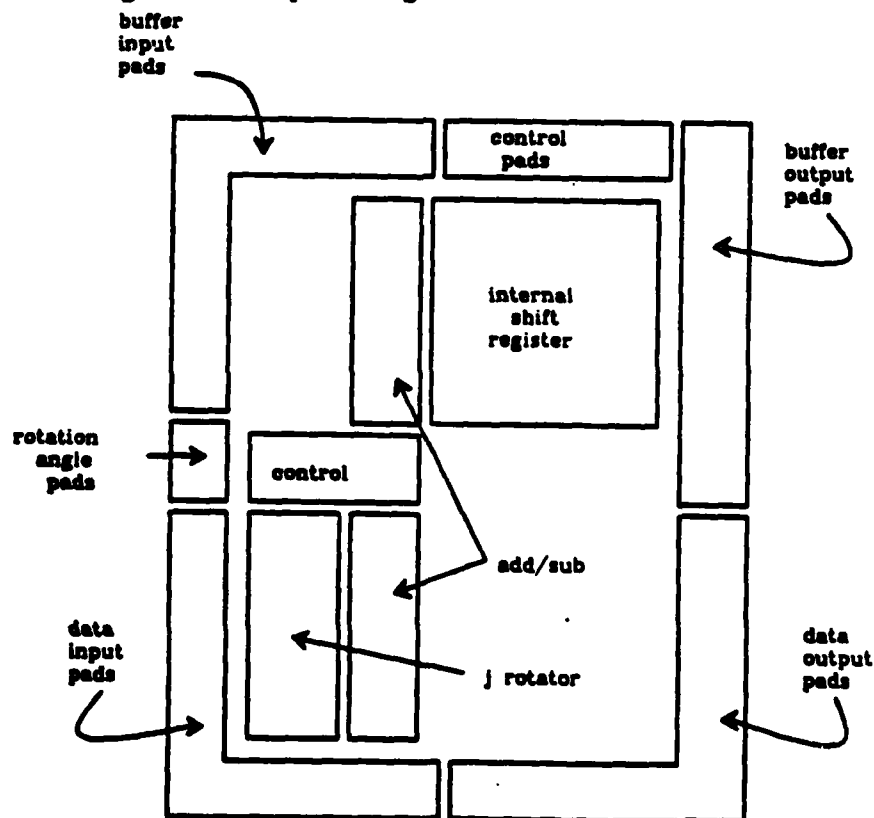 buffer
input
pads
control
pads
buffer
output
pads
internal
shift
register
rotation
angle
pads
control
add/sub
data
input
pads
j rotator
data
output
pads